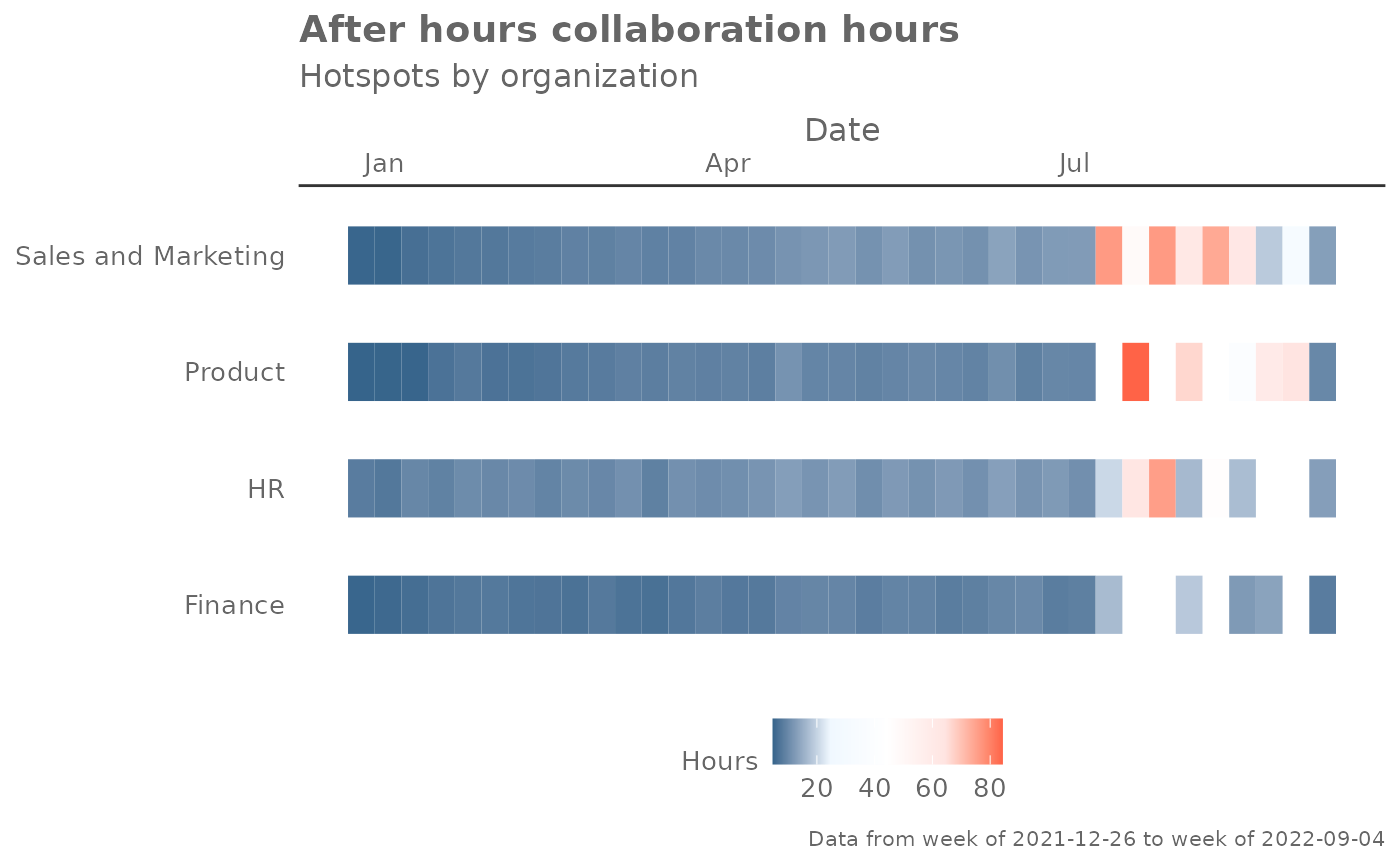 After hours collaboration hours
Hotspots by organization
Date
Jan Apr Jul
Sales and Marketing
Product
HR
Finance
Hours
20 40 60 80
Data from week of 2021-12-26 to week of 2022-09-04